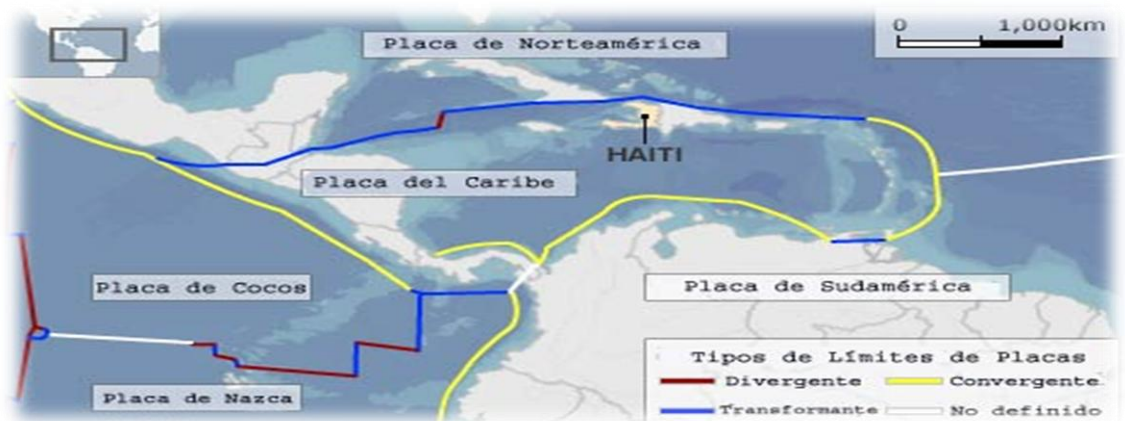 0 1,000km
Placa de Norteamérica
HAITI
Placa del Caribe
Placa de Cocos
Placa de Sudamérica
Placa de Nazca
Tipos de Límites de Placas
Divergente Convergente
Transformante No definido